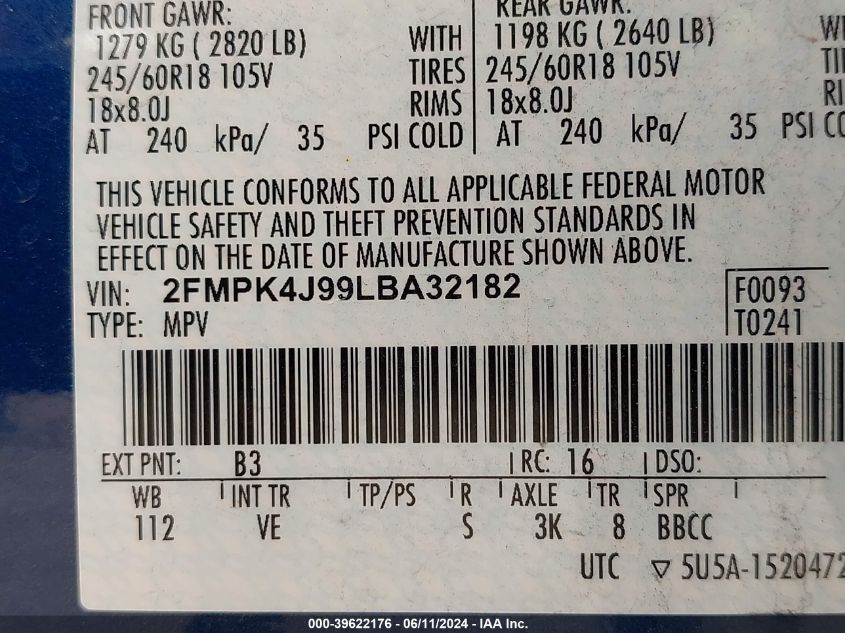 FRONT GAWR: REAR GAWR:
1279 KG ( 2820 LB) WITH 1198 KG ( 2640 LB)
245/60R18 105V TIRES 245/60R18 105V
18x8.0J RIMS 18x8.0J
AT 240 kPa/ 35 PSI COLD AT 240 kPa/ 35 PSI
THIS VEHICLE CONFORMS TO ALL APPLICABLE FEDERAL MOTOR
VEHICLE SAFETY AND THEFT PREVENTION STANDARDS IN
EFFECT ON THE DATE OF MANUFACTURE SHOWN ABOVE.
VIN: 2FMPK4J99LBA32182 F0093
TYPE: MPV T0241
EXT PNT: B3 RC: 16 DSO:
WB INT TR TP/PS R AXLE TR SPR
112 VE S 3K 8 BBCC
UTC ▽ 5U5A-1520472
000-39622176 - 06/11/2024 - IAA Inc.